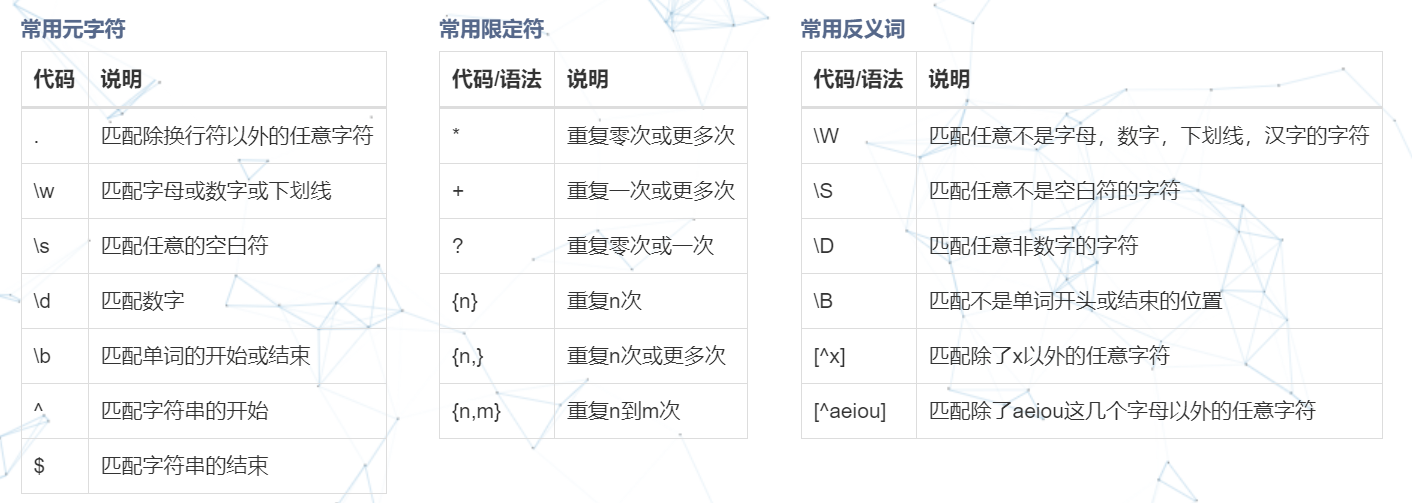 常用元字符
代码 说明
. 匹配除换行符以外的任意字符
\w 匹配字母或数字或下划线
\s 匹配任意的空白符
\d 匹配数字
\b 匹配单词的开始或结束
^ 匹配字符串的开始
$ 匹配字符串的结束
常用限定符
代码/语法 说明
* 重复零次或更多次
+ 重复一次或更多次
? 重复零次或一次
{n} 重复n次
{n,} 重复n次或更多次
{n,m} 重复n到m次
常用反义词
代码/语法 说明
\W 匹配任意不是字母，数字，下划线，汉字的字符
\S 匹配任意不是空白符的字符
\D 匹配任意非数字的字符
\B 匹配不是单词开头或结束的位置
[^x] 匹配除了x以外的任意字符
[^aeiou] 匹配除了aeiou这几个字母以外的任意字符